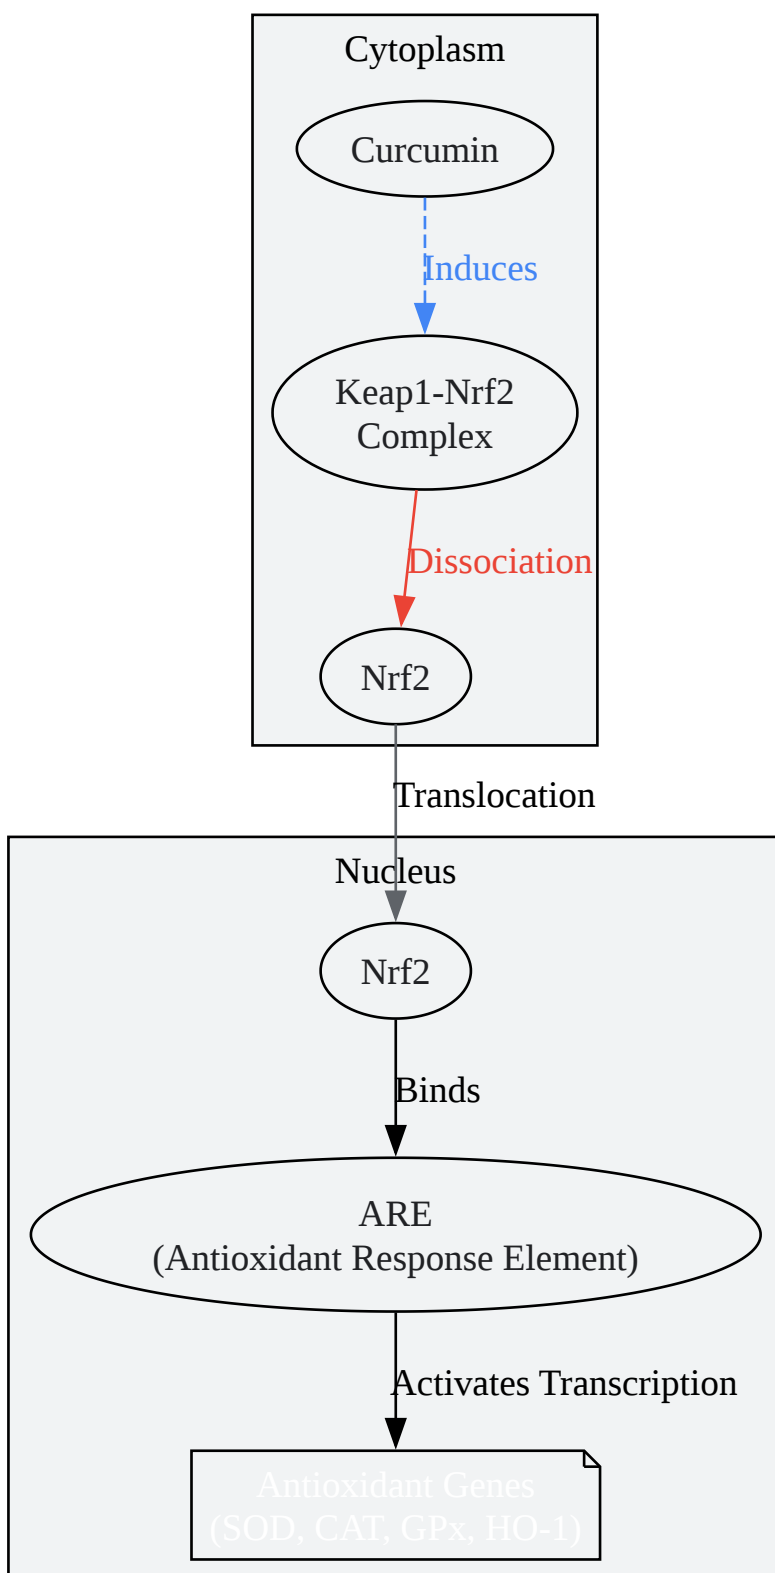 Cytoplasm
Curcumin
Induces
Keap1-Nrf2
Complex
Dissociation
Nrf2
Translocation
Nucleus
Nrf2
Binds
ARE
(Antioxidant Response Element)
Activates Transcription
Antioxidant Genes
(SOD, CAT, GPx, HO-1)